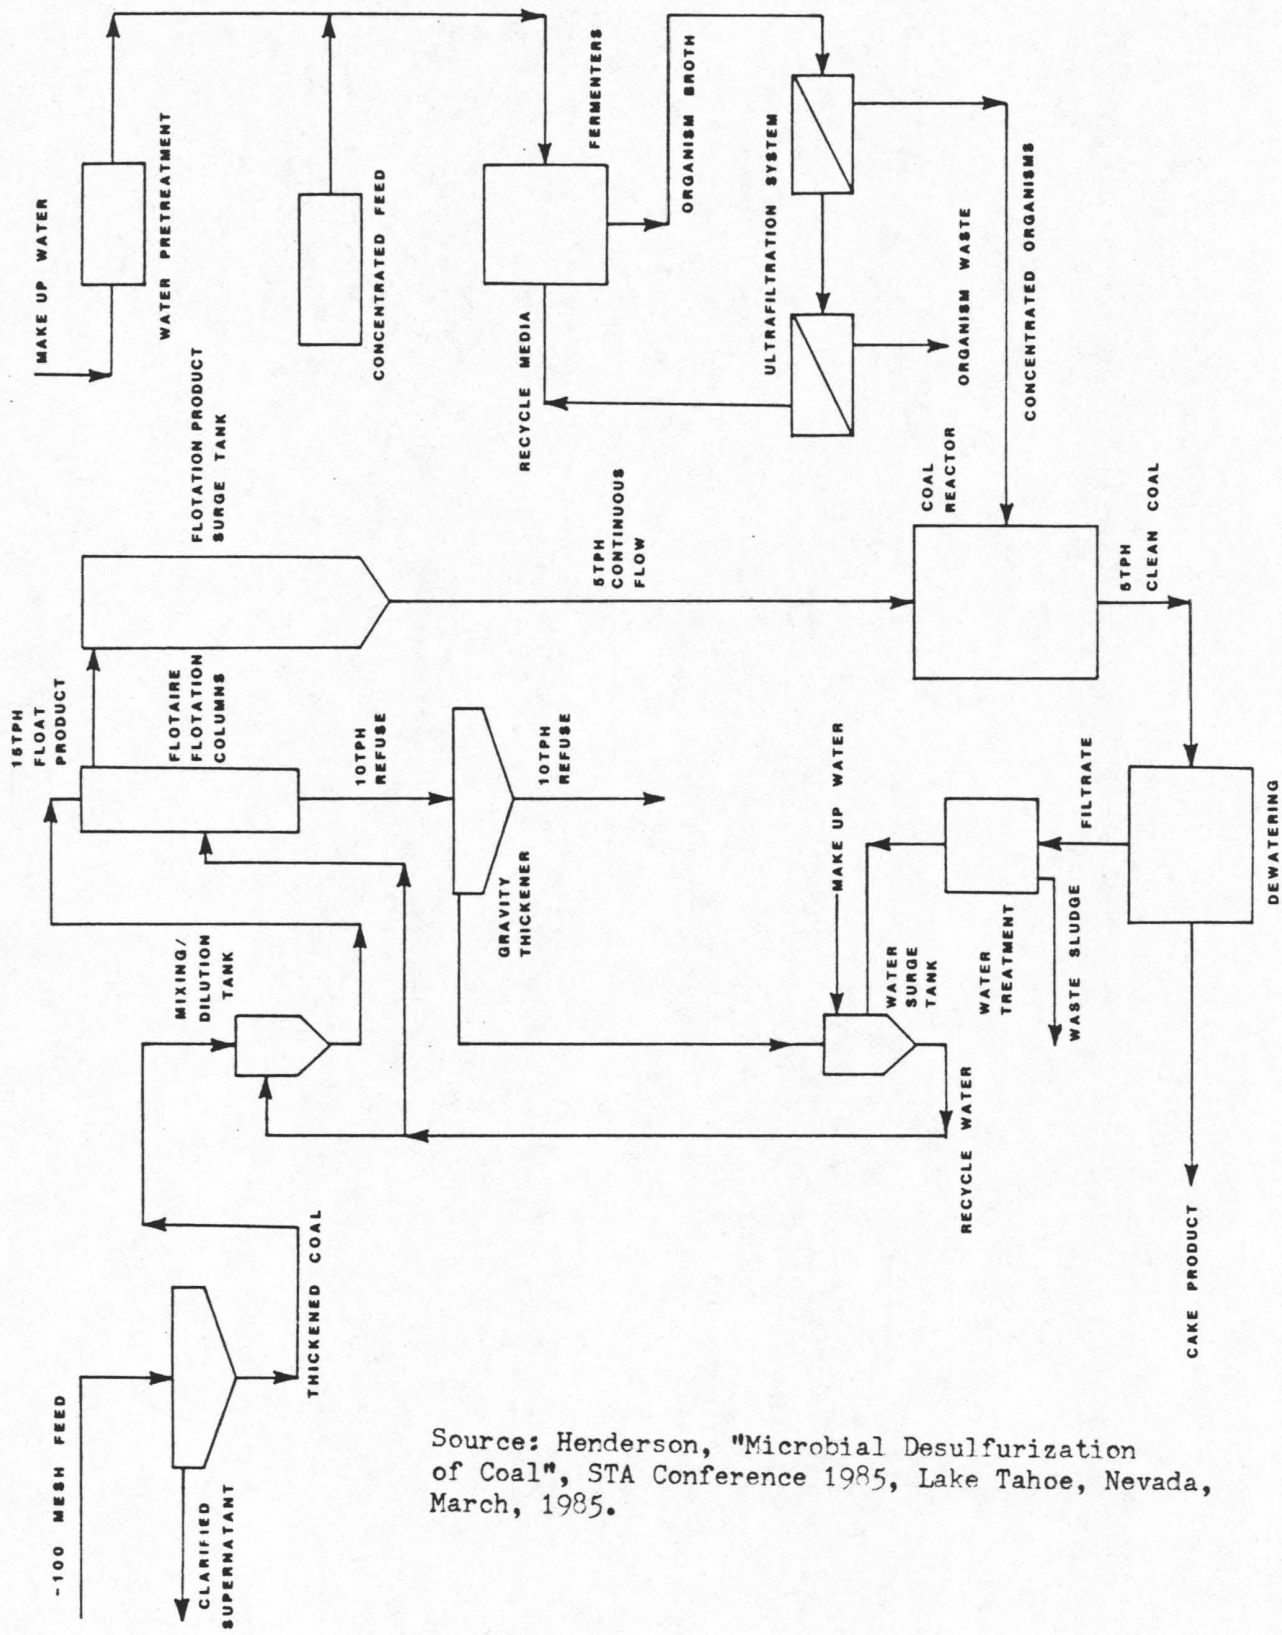 MAKE UP WATER
WATER PRETREATMENT
CONCENTRATED FEED
FERMENTERS
ORGANISM BROTH
ULTRAFILTRATION SYSTEM
ORGANISM WASTE
CONCENTRATED ORGANISMS
RECYCLE MEDIA
FLOTATION PRODUCT
SURGE TANK
5TPH
CONTINUOUS
FLOW
COAL
REACTOR
5TPH
CLEAN COAL
15TPH
FLOAT
PRODUCT
FLOTAIRE
FLOTATION
COLUMNS
10TPH
REFUSE
10TPH
REFUSE
GRAVITY
THICKENER
MAKE UP WATER
FILTRATE
DEWATERING
MIXING/
DILUTION
TANK
WATER
SURGE
TANK
WATER
TREATMENT
WASTE SLUDGE
RECYCLE WATER
CAKE PRODUCT
THICKENED COAL
-100 MESH FEED
CLARIFIED
SUPERNATANT
Source: Henderson, "Microbial Desulfurization
of Coal", STA Conference 1985, Lake Tahoe, Nevada,
March, 1985.